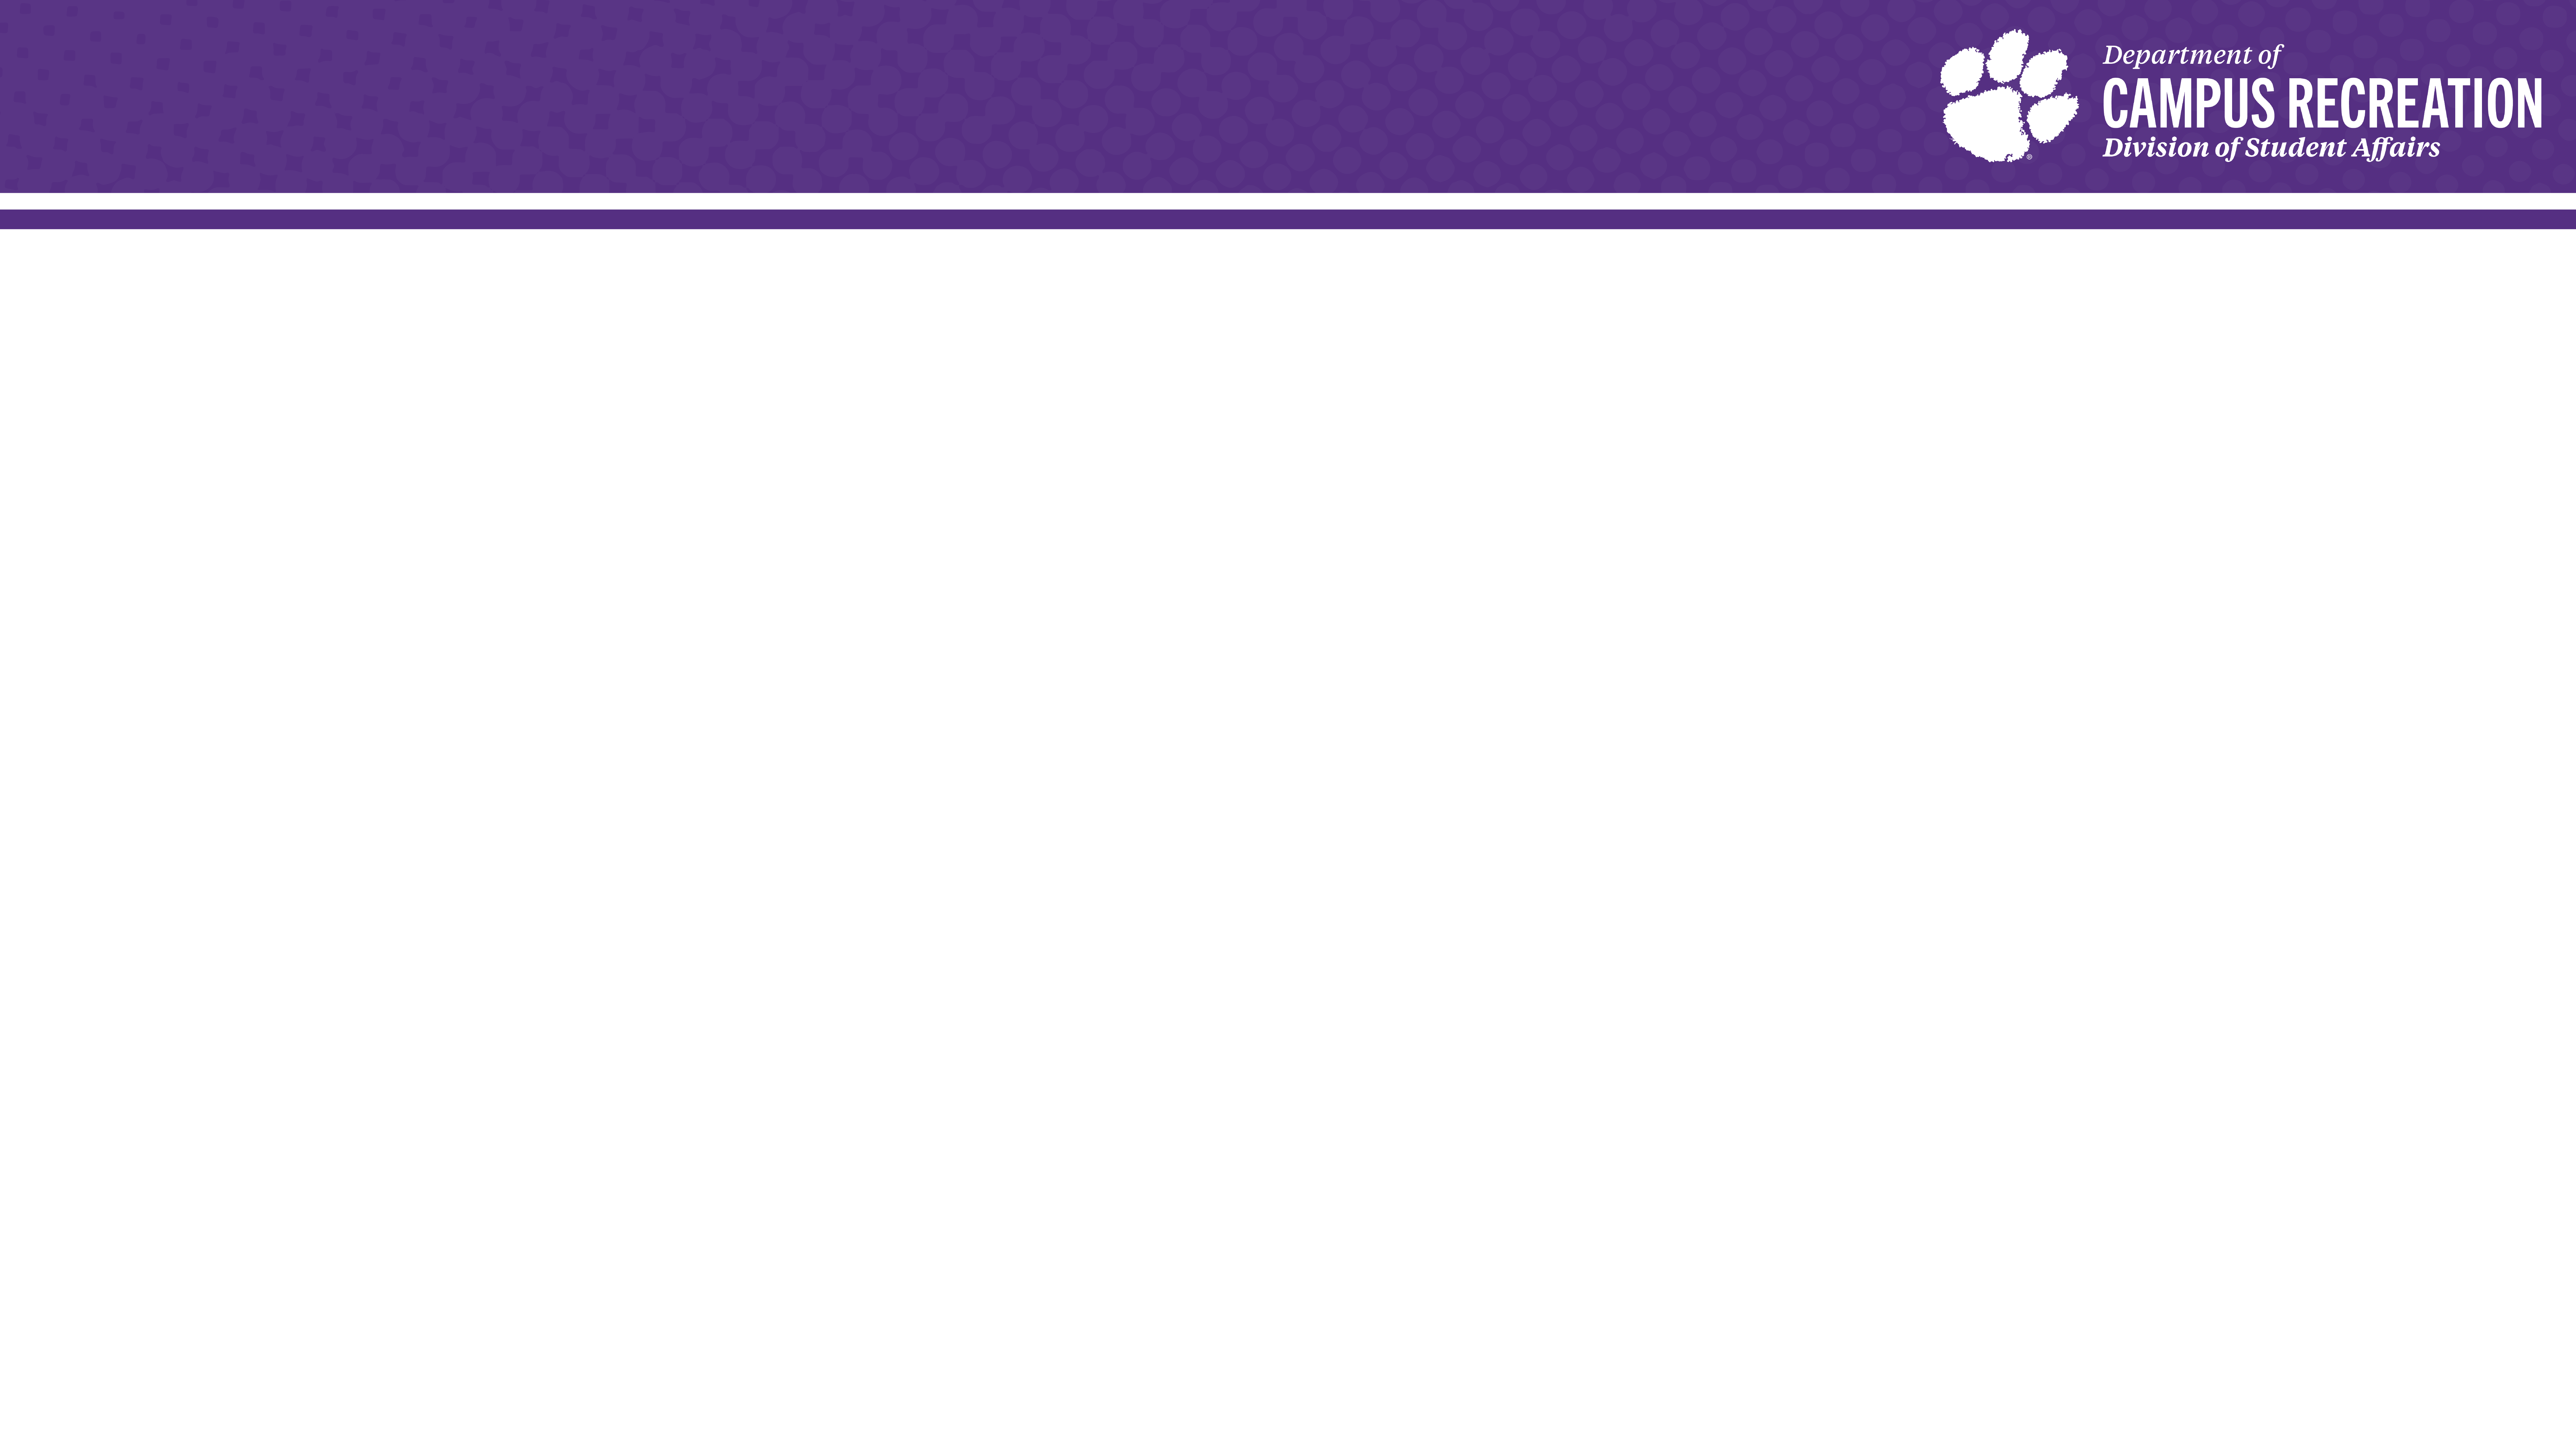 Department of
CAMPUS RECREATION
Division of Student Affairs
®